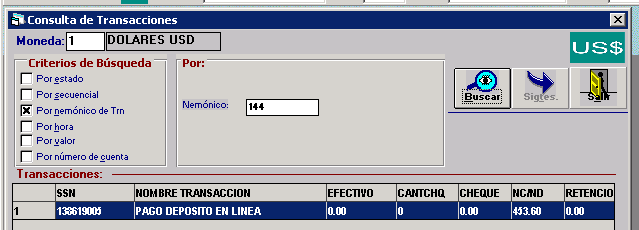 Consulta de Transacciones
Moneda: 1 DOLARES USD
US$
Criterios de Búsqueda
Por estado
Por secuencial
Por nemónico de Trn
Por hora
Por valor
Por número de cuenta
Por:
Nemónico: 144
Buscar
Sigtes.
Salir
Transacciones:
SSN NOMBRE TRANSACCION EFECTIVO CANTCHQ CHEQUE NC/ND RETENCIO
1 138619005 PAGO DEPOSITO EN LINEA 0.00 0 0.00 453.60 0.00